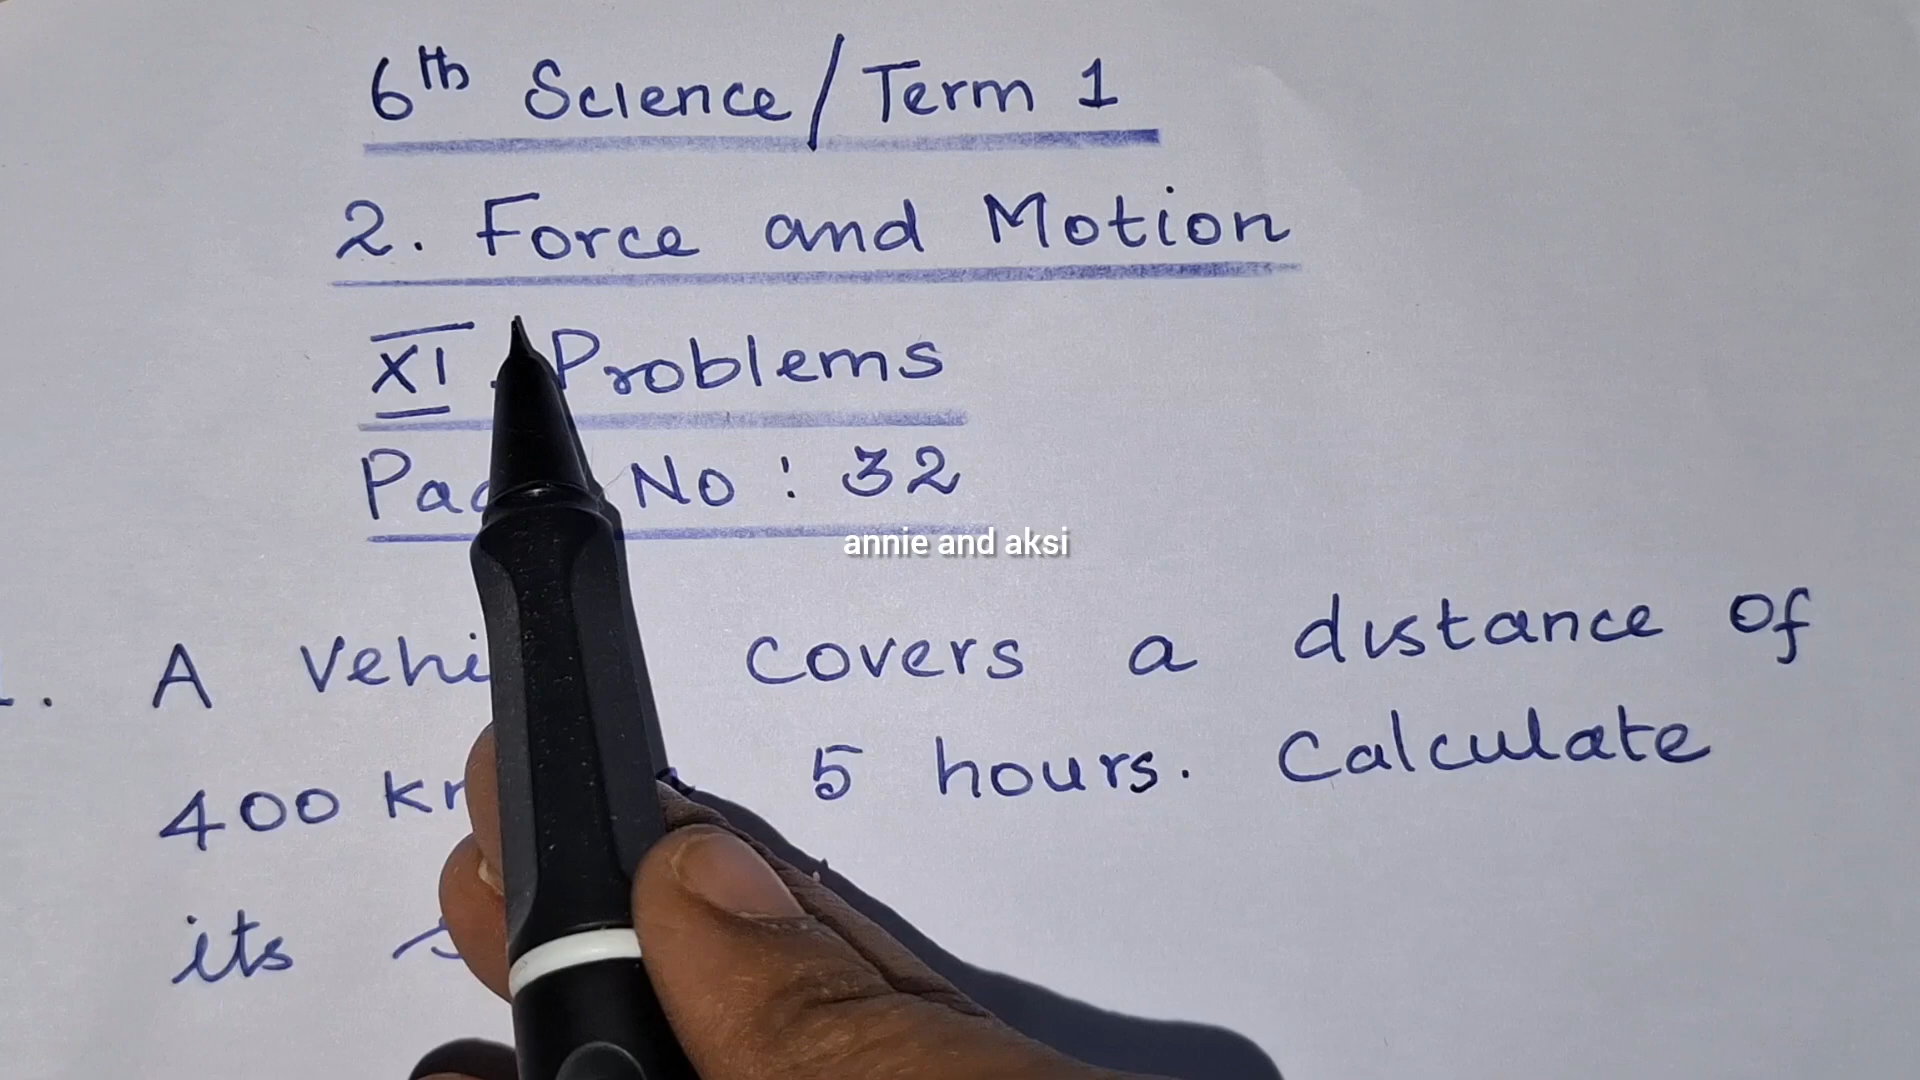 6th Science / Term 1
2. Force and Motion
XI. Problems
No : 32
annie and aksi
A covers a distance of
400 5 hours. Calculate
its